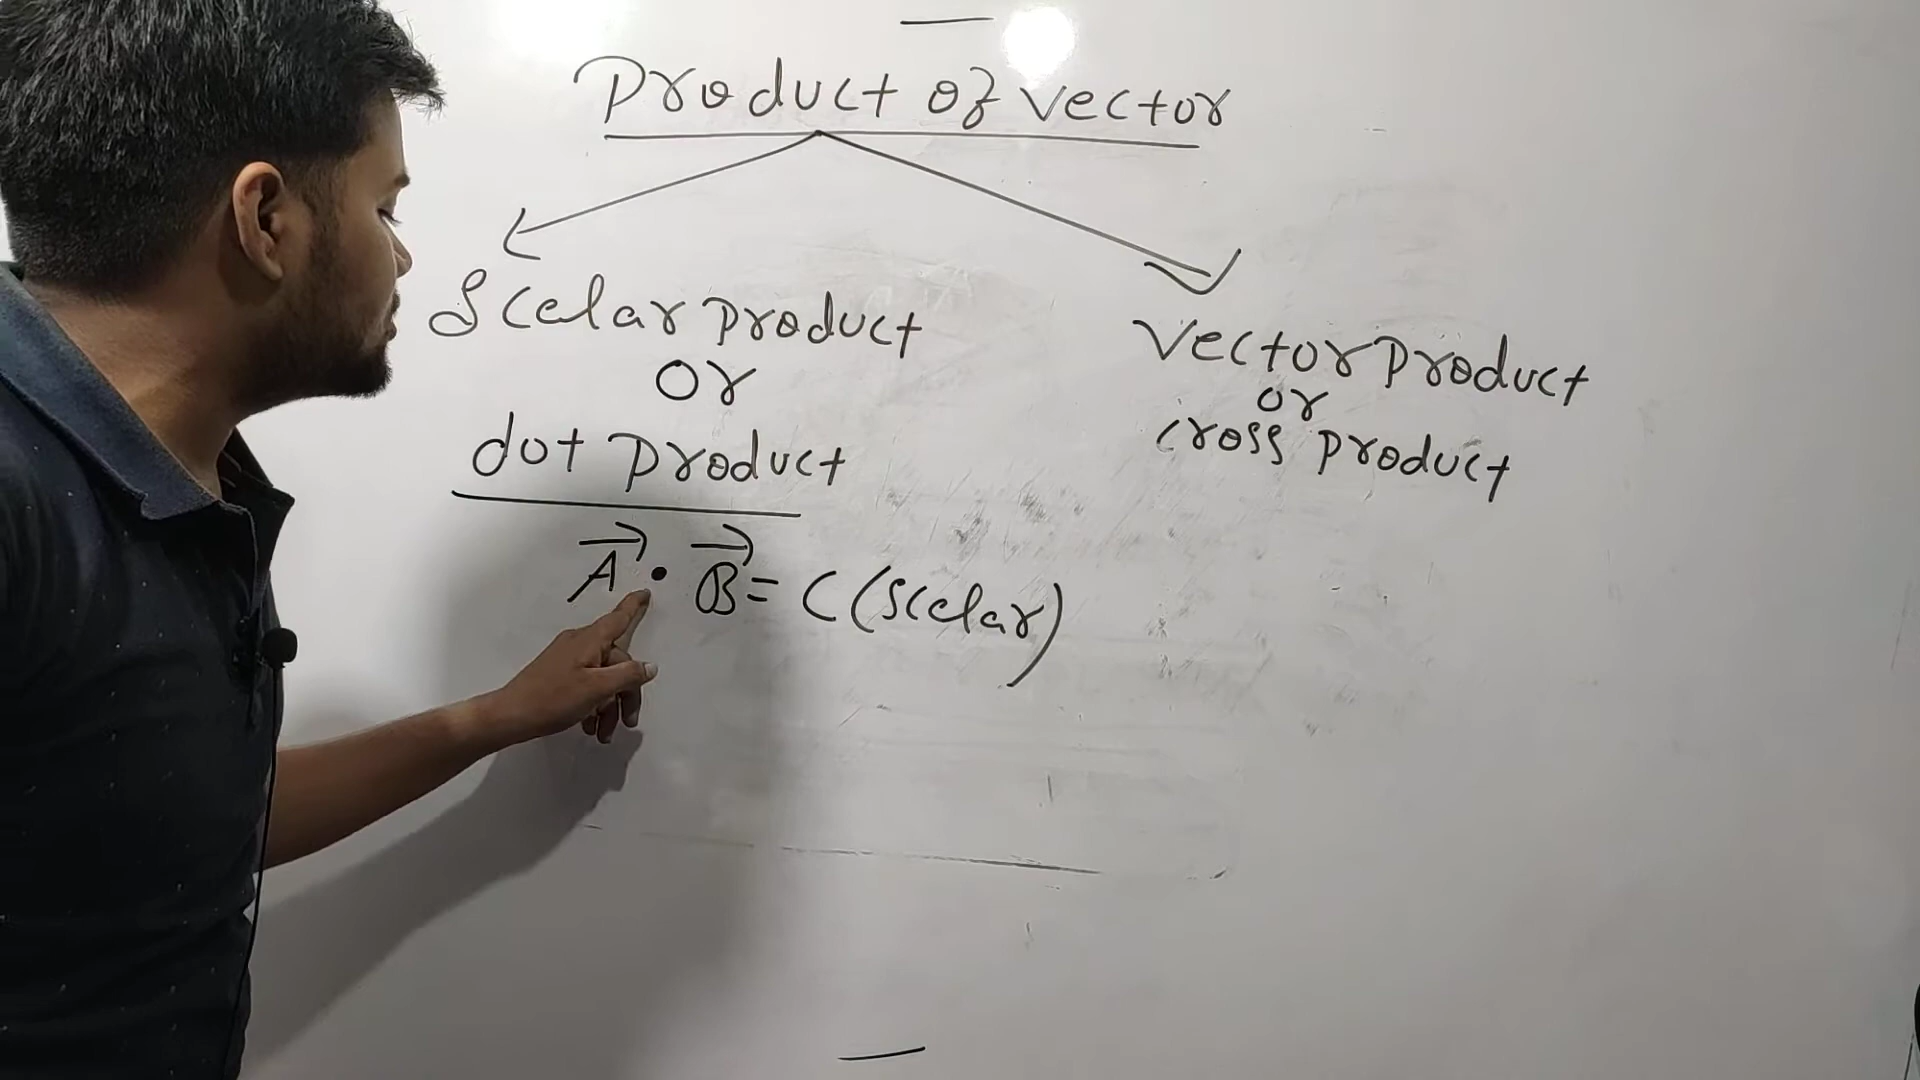 Product of vector
Scelar product
or
dot product
vector product
or
cross product
A⃗ • B⃗ = C (Scelar)